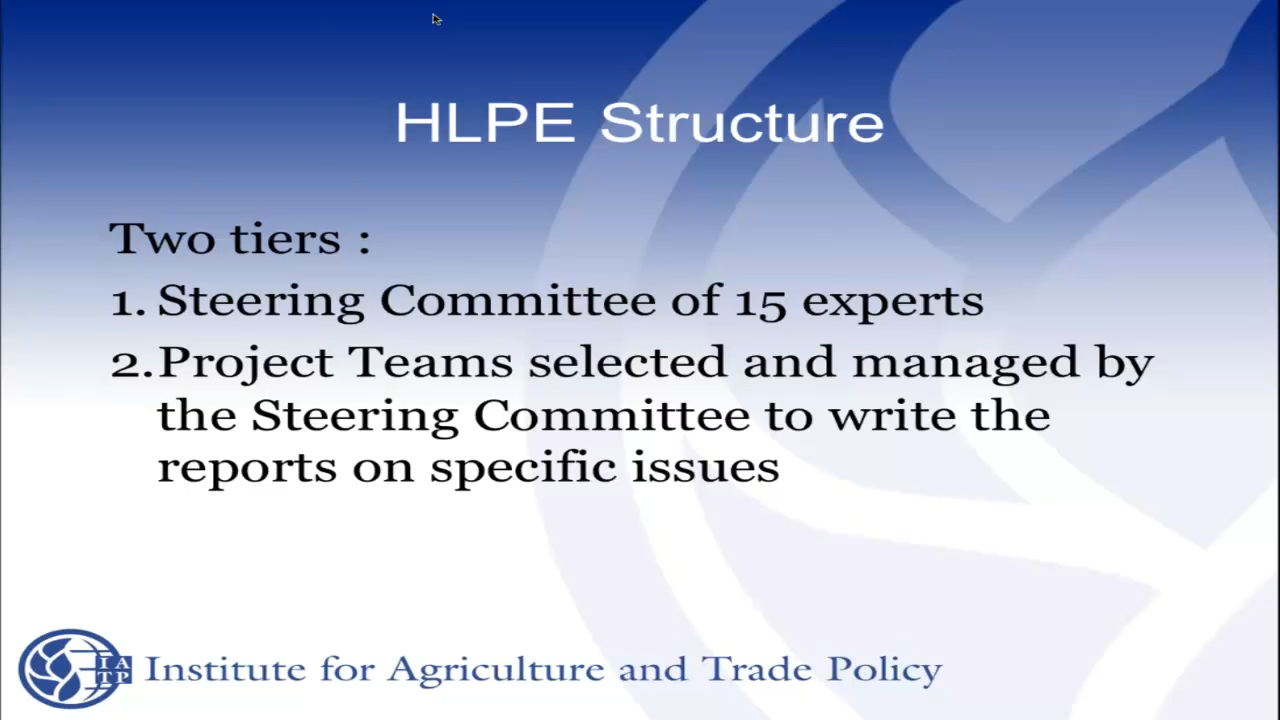 HLPE Structure
Two tiers :
1. Steering Committee of 15 experts
2. Project Teams selected and managed by
the Steering Committee to write the
reports on specific issues
I A
T P
Institute for Agriculture and Trade Policy